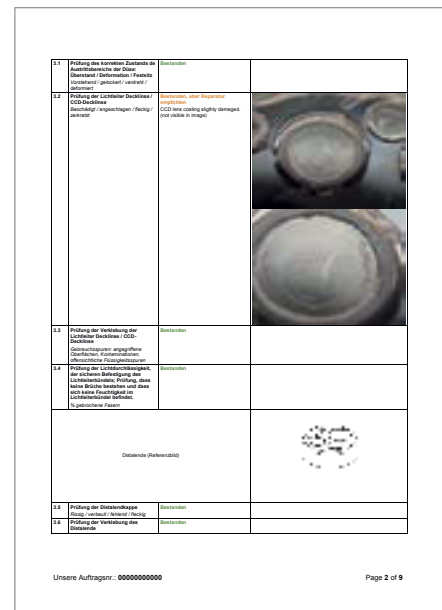 3.1 Prüfung des korrekten Zustands de Bestanden
Austrittsbereichs der Düse:
Überstand / Deformation / Festsitz
Vorstehend / gelockert / verdreht /
deformiert
3.2 Prüfung der Lichtleiter Decklinse / Bestanden, aber Reparatur
CCD-Decklinse empfohlen
Beschädigt / angeschlagen / fleckig / CCD lens coating slightly damaged.
zerkratzt (not visible in image)
3.3 Prüfung der Verklebung der Bestanden
Lichtleiter Decklinse / CCD-
Decklinse
Gebrauchsspuren: angegriffene
Oberflächen, Kontaminationen,
offensichtliche Flüssigkeitsspuren
3.4 Prüfung der Lichtdurchlässigkeit, Bestanden
der sicheren Befestigung des
Lichtleiterbündels; Prüfung, dass
keine Brüche bestehen und dass
sich keine Feuchtigkeit im
Lichtleiterbündel befindet.
% gebrochene Fasern
Distalende (Referenzbild)
3.5 Prüfung der Distalendkappe Bestanden
Rissig / verbeult / fehlend / fleckig
3.6 Prüfung der Verklebung des Bestanden
Distalende
Unsere Auftragsnr.: 00000000000 Page 2 of 9